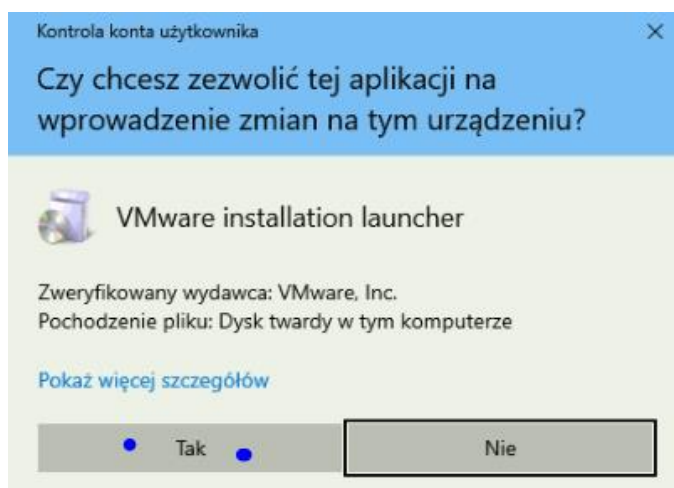 Kontrola konta użytkownika
Czy chcesz zezwolić tej aplikacji na
wprowadzenie zmian na tym urządzeniu?
VMware installation launcher
Zweryfikowany wydawca: VMware, Inc.
Pochodzenie pliku: Dysk twardy w tym komputerze
Pokaż więcej szczegółów
Tak
Nie